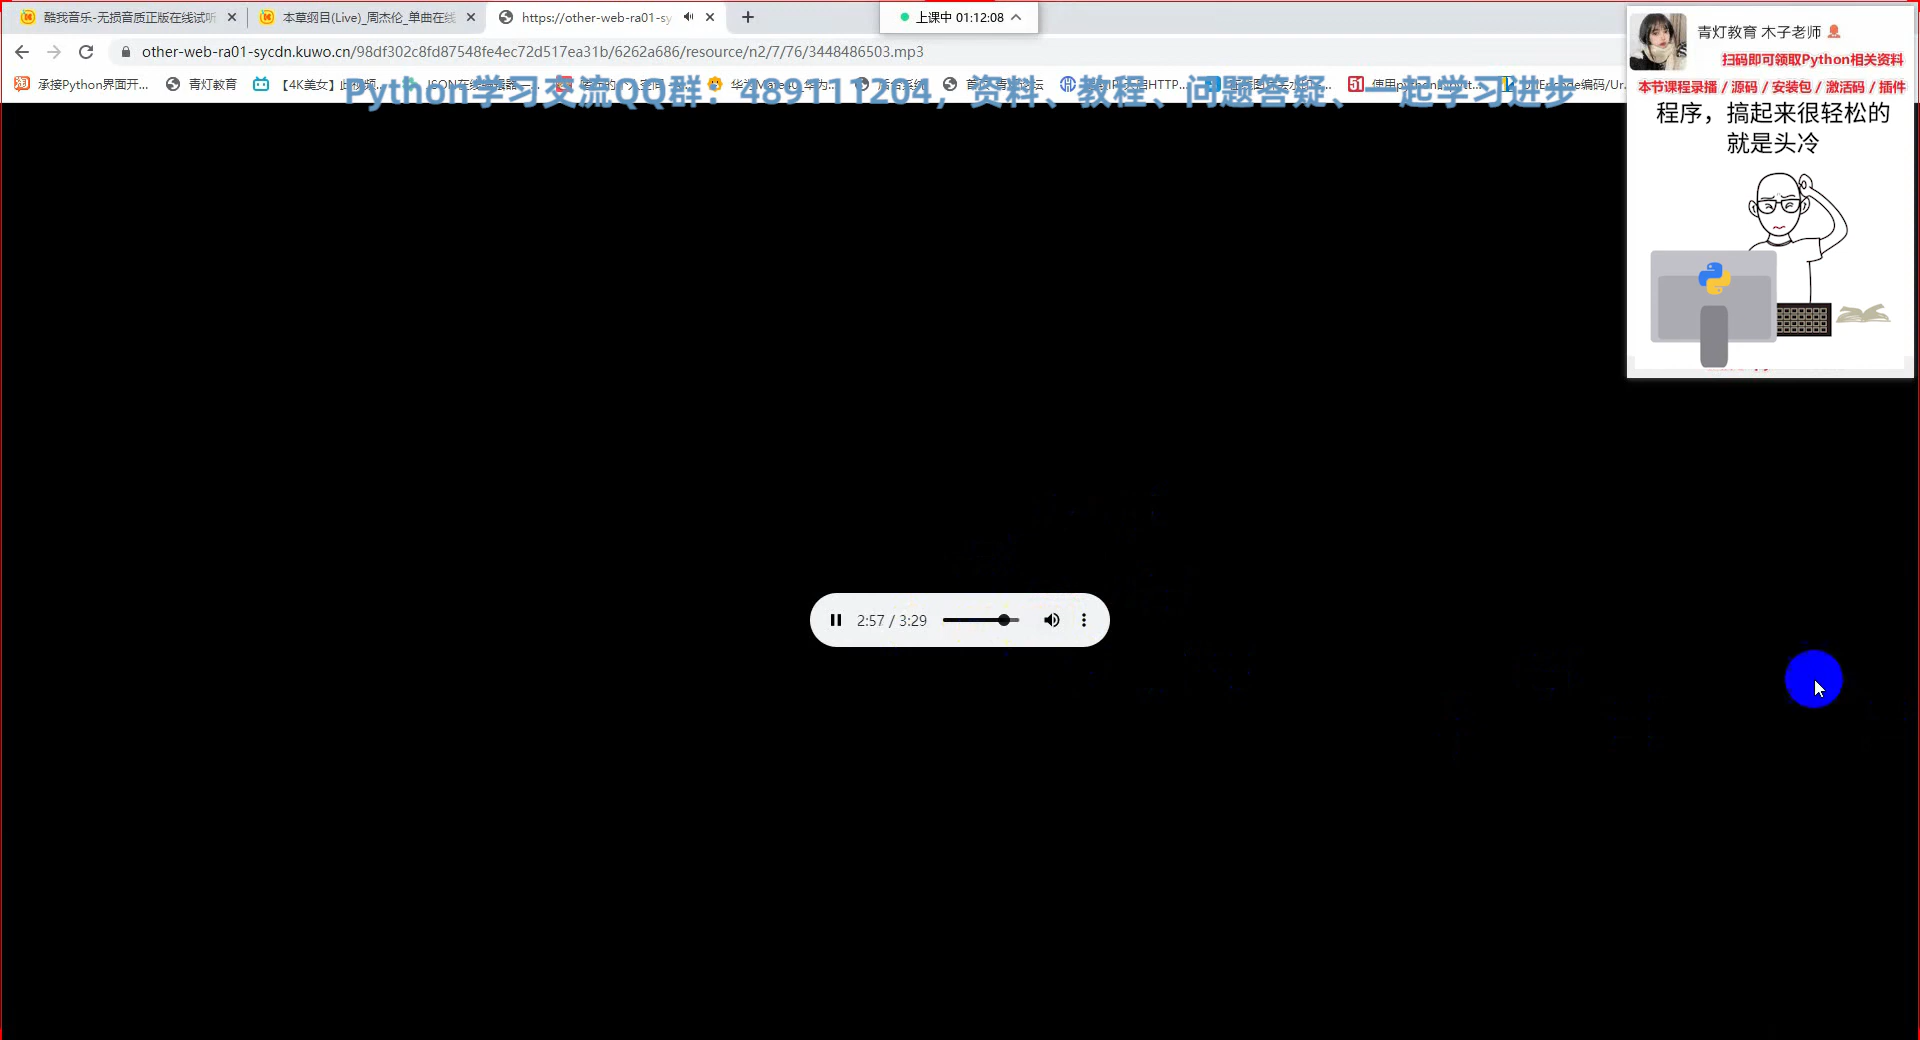 酷我音乐-无损音质正版在线试听
本草纲目(Live)_周杰伦_单曲在线
https://other-web-ra01-sy
上课中 01:12:08
other-web-ra01-sycdn.kuwo.cn/98df302c8fd87548fe4ec72d517ea31b/6262a686/resource/n2/7/76/3448486503.mp3
承接Python界面开...
青灯教育
【4K美女】
Python学习交流QQ群：489111204，资料、教程、问题答疑、一起学习进步
青灯教育 木子老师
扫码即可领取Python相关资料
本节课程录播 / 源码 / 安装包 / 激活码 / 插件
程序，搞起来很轻松的
就是头冷
2:57 / 3:29